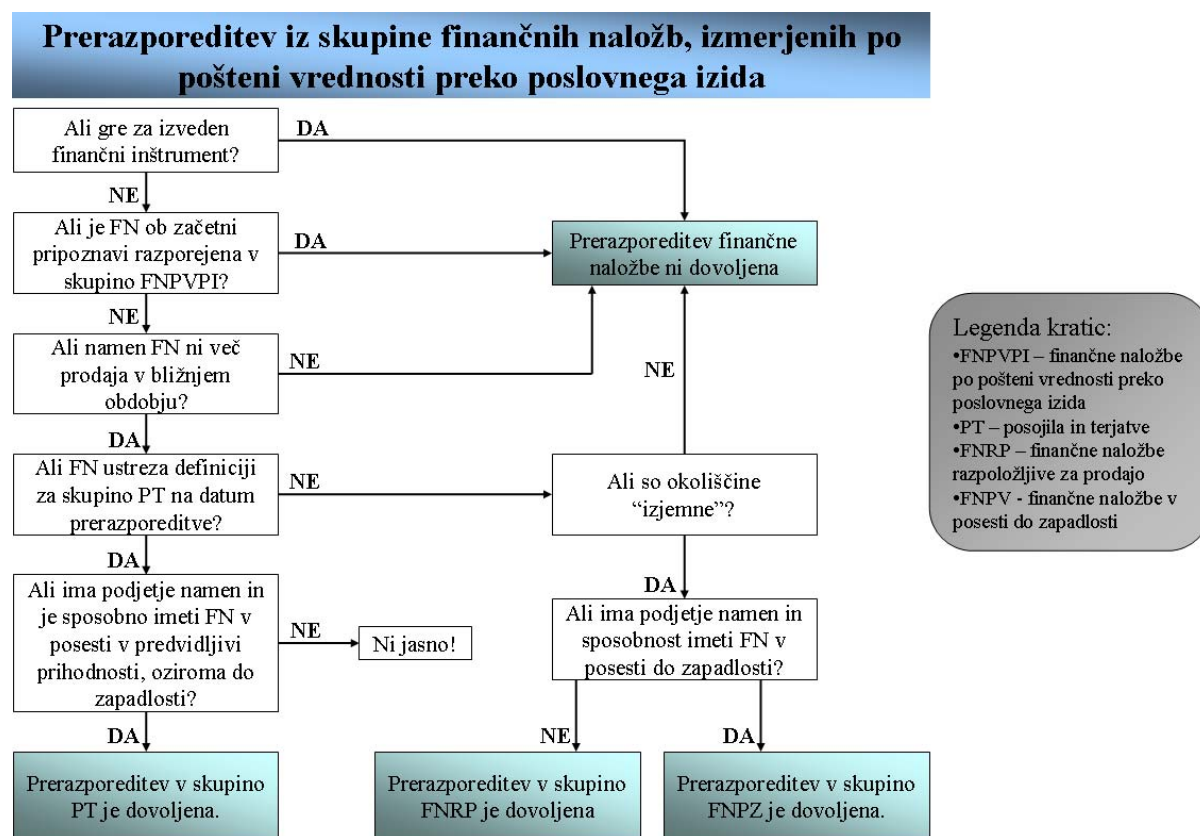 Prerazporeditev iz skupine finančnih naložb, izmerjenih po
pošteni vrednosti preko poslovnega izida
Ali gre za izveden
finančni inštrument?
DA
NE
Ali je FN ob začetni
pripoznavi razporejena v
skupino FNPVPI?
DA
Prerazporeditev finančne
naložbe ni dovoljena
NE
Ali namen FN ni več
prodaja v bližnjem
obdobju?
NE
NE
DA
Ali FN ustreza definiciji
za skupino PT na datum
prerazporeditve?
NE
Ali so okoliščine
“izjemne”?
DA
DA
Ali ima podjetje namen in
je sposobno imeti FN v
posesti v predvidljivi
prihodnosti, oziroma do
zapadlosti?
NE
Ni jasno!
Ali ima podjetje namen in
sposobnost imeti FN v
posesti do zapadlosti?
DA
NE
DA
Prerazporeditev v skupino
PT je dovoljena.
Prerazporeditev v skupino
FNRP je dovoljena
Prerazporeditev v skupino
FNPZ je dovoljena.
Legenda kratic:
•FNPVPI – finančne naložbe
po pošteni vrednosti preko
poslovnega izida
•PT – posojila in terjatve
•FNRP – finančne naložbe
razpoložljive za prodajo
•FNPV - finančne naložbe v
posesti do zapadlosti